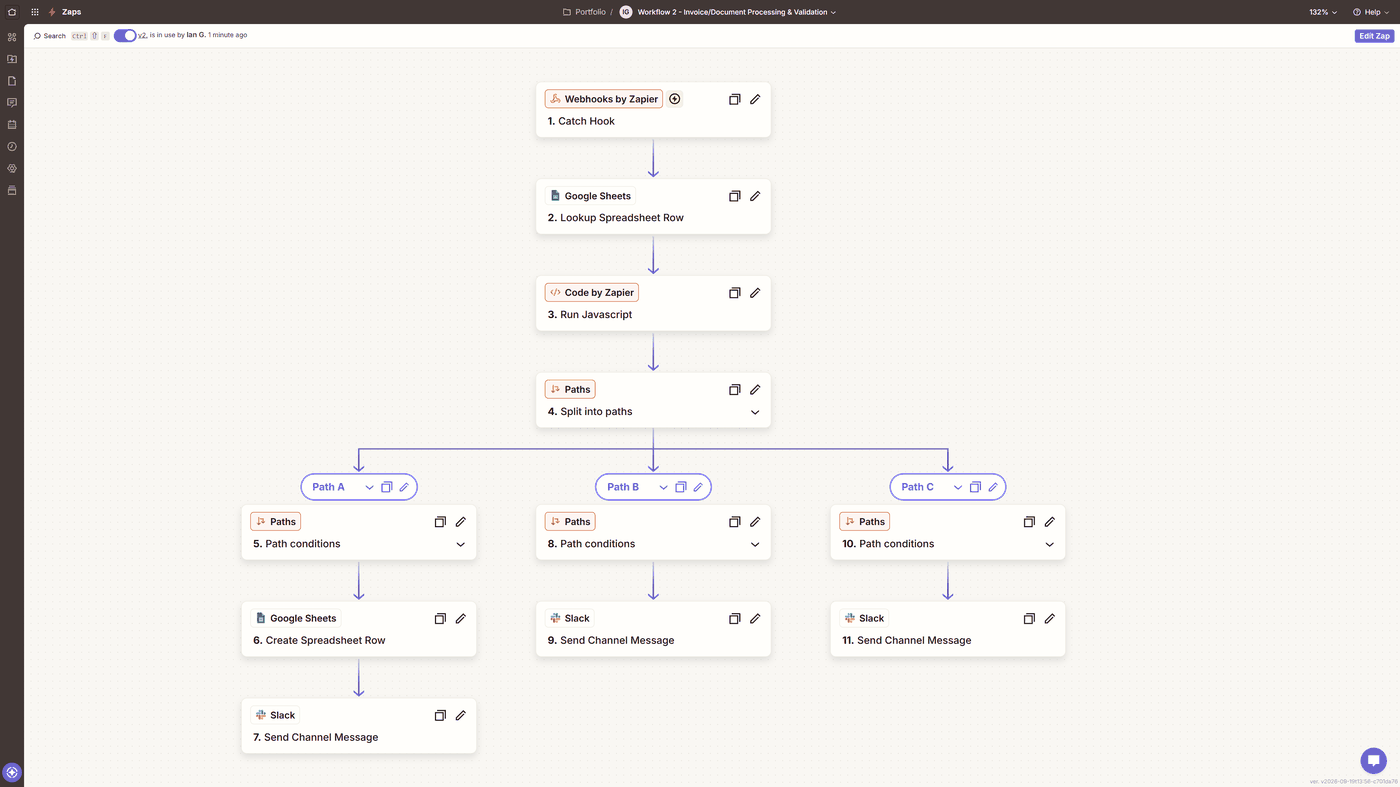 Zaps
Portfolio / IG Workflow 2 - Invoice/Document Processing & Validation
132%
Help
Search Ctrl ⇧ F
v2, is in use by Ian G. 1 minute ago
Edit Zap
Webhooks by Zapier
1. Catch Hook
Google Sheets
2. Lookup Spreadsheet Row
Code by Zapier
3. Run Javascript
Paths
4. Split into paths
Path A
Path B
Path C
Paths
5. Path conditions
Paths
8. Path conditions
Paths
10. Path conditions
Google Sheets
6. Create Spreadsheet Row
Slack
9. Send Channel Message
Slack
11. Send Channel Message
Slack
7. Send Channel Message